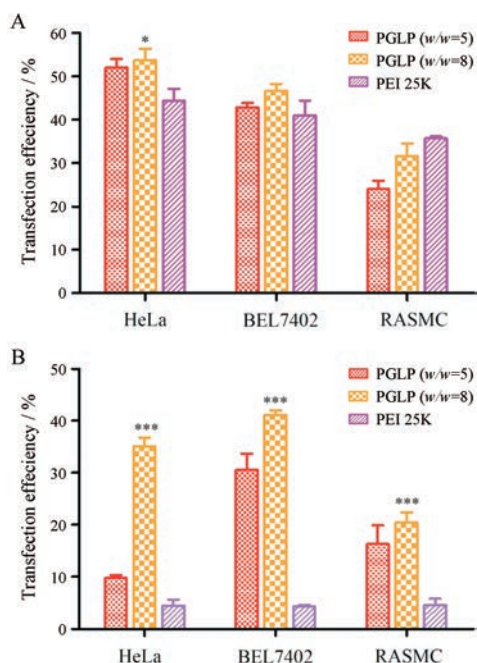 A
Transfection effeciency / %
60
50
40
30
20
10
0
*
PGLP (w/w=5)
PGLP (w/w=8)
PEI 25K
HeLa BEL7402 RASMC
B
Transfection effeciency / %
50
40
30
20
10
0
***
***
***
PGLP (w/w=5)
PGLP (w/w=8)
PEI 25K
HeLa BEL7402 RASMC